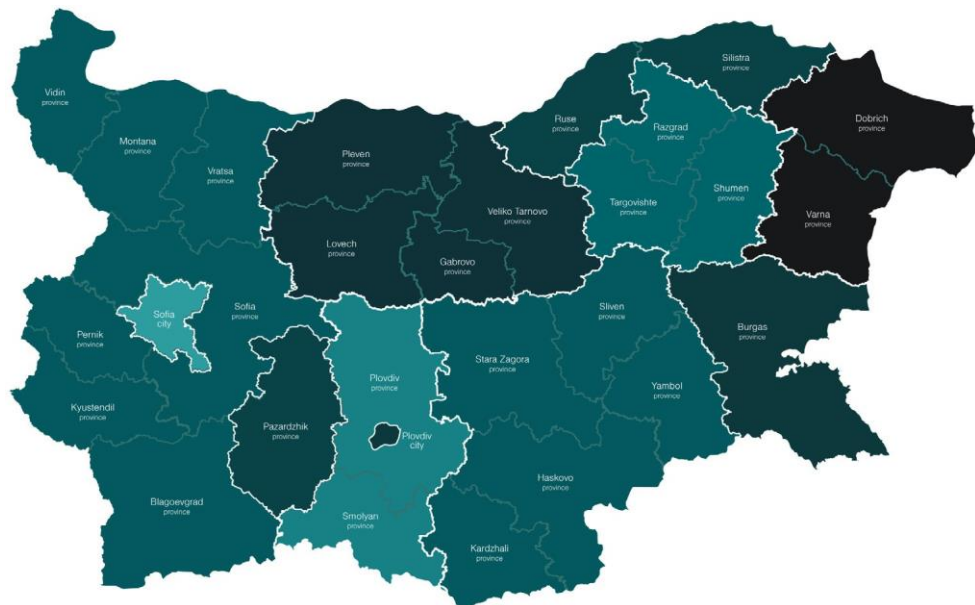 Silistra
province
Vidin
province
Dobrich
province
Ruse
province
Razgrad
province
Montana
province
Pleven
province
Vratsa
province
Shumen
province
Targovishte
province
Veliko Tarnovo
province
Varna
province
Lovech
province
Gabrovo
province
Sofia
province
Sliven
province
Sofia
city
Burgas
province
Pernik
province
Stara Zagora
province
Plovdiv
province
Yambol
province
Kyustendil
province
Pazardzhik
province
Plovdiv
city
Haskovo
province
Blagoevgrad
province
Smolyan
province
Kardzhali
province